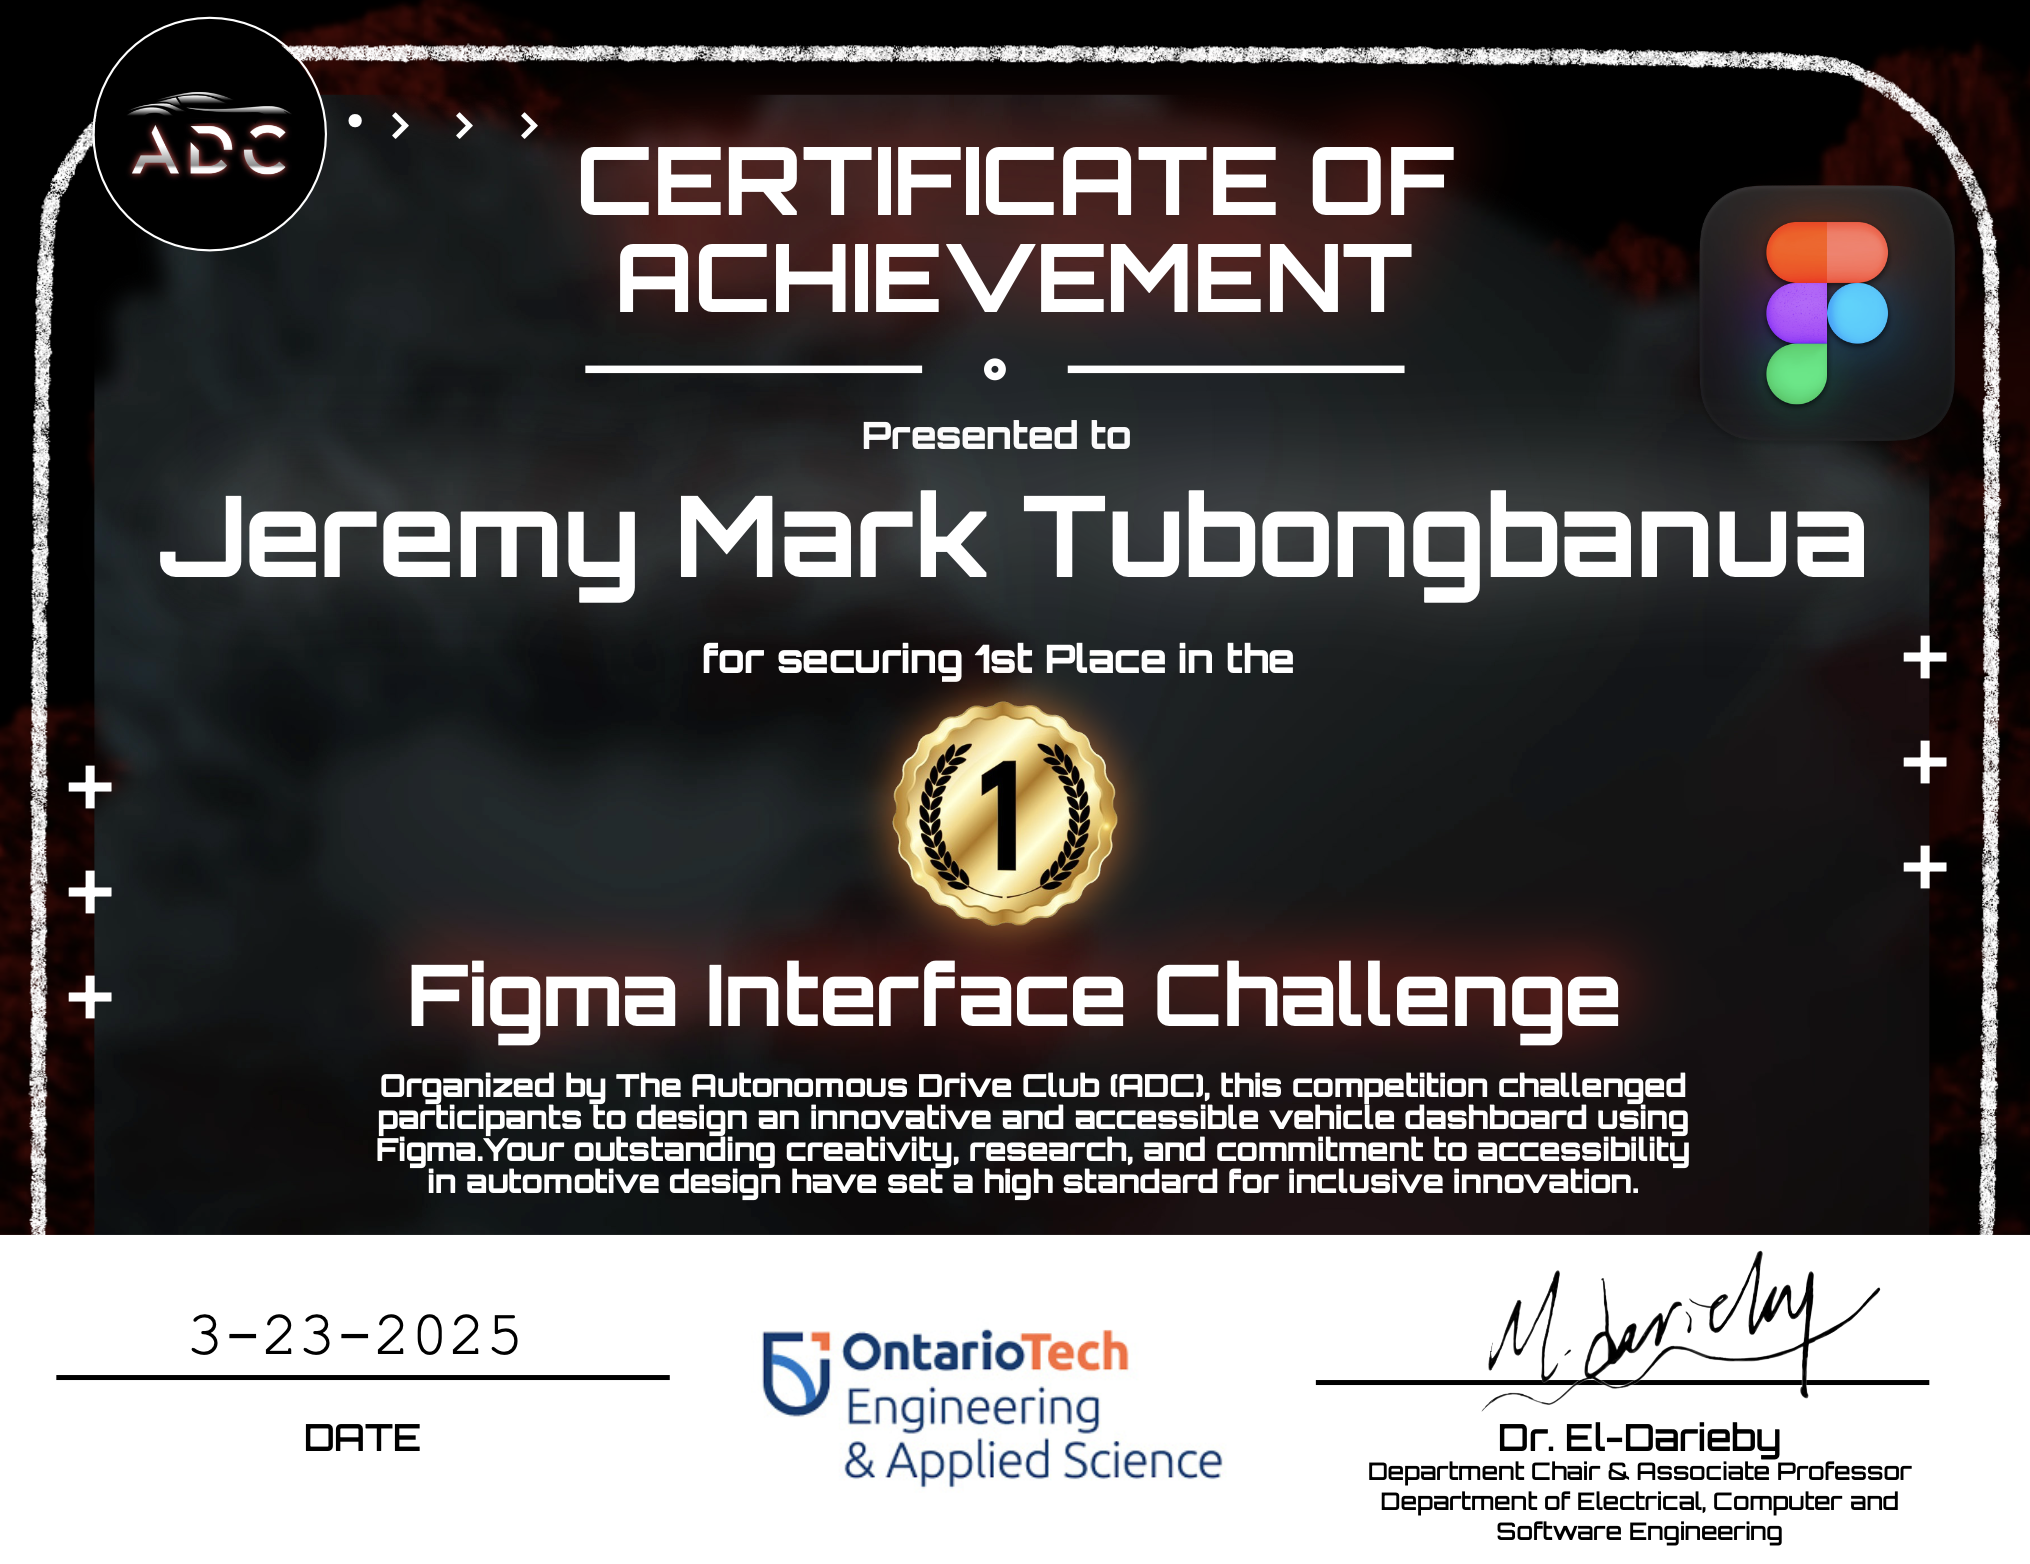 ADC
CERTIFICATE OF
ACHIEVEMENT
Presented to
Jeremy Mark Tubongbanua
for securing 1st Place in the
1
Figma Interface Challenge
Organized by The Autonomous Drive Club (ADC), this competition challenged
participants to design an innovative and accessible vehicle dashboard using
Figma.Your outstanding creativity, research, and commitment to accessibility
in automotive design have set a high standard for inclusive innovation.
3-23-2025
DATE
OntarioTech
Engineering
& Applied Science
M. Darieby
Dr. El-Darieby
Department Chair & Associate Professor
Department of Electrical, Computer and
Software Engineering